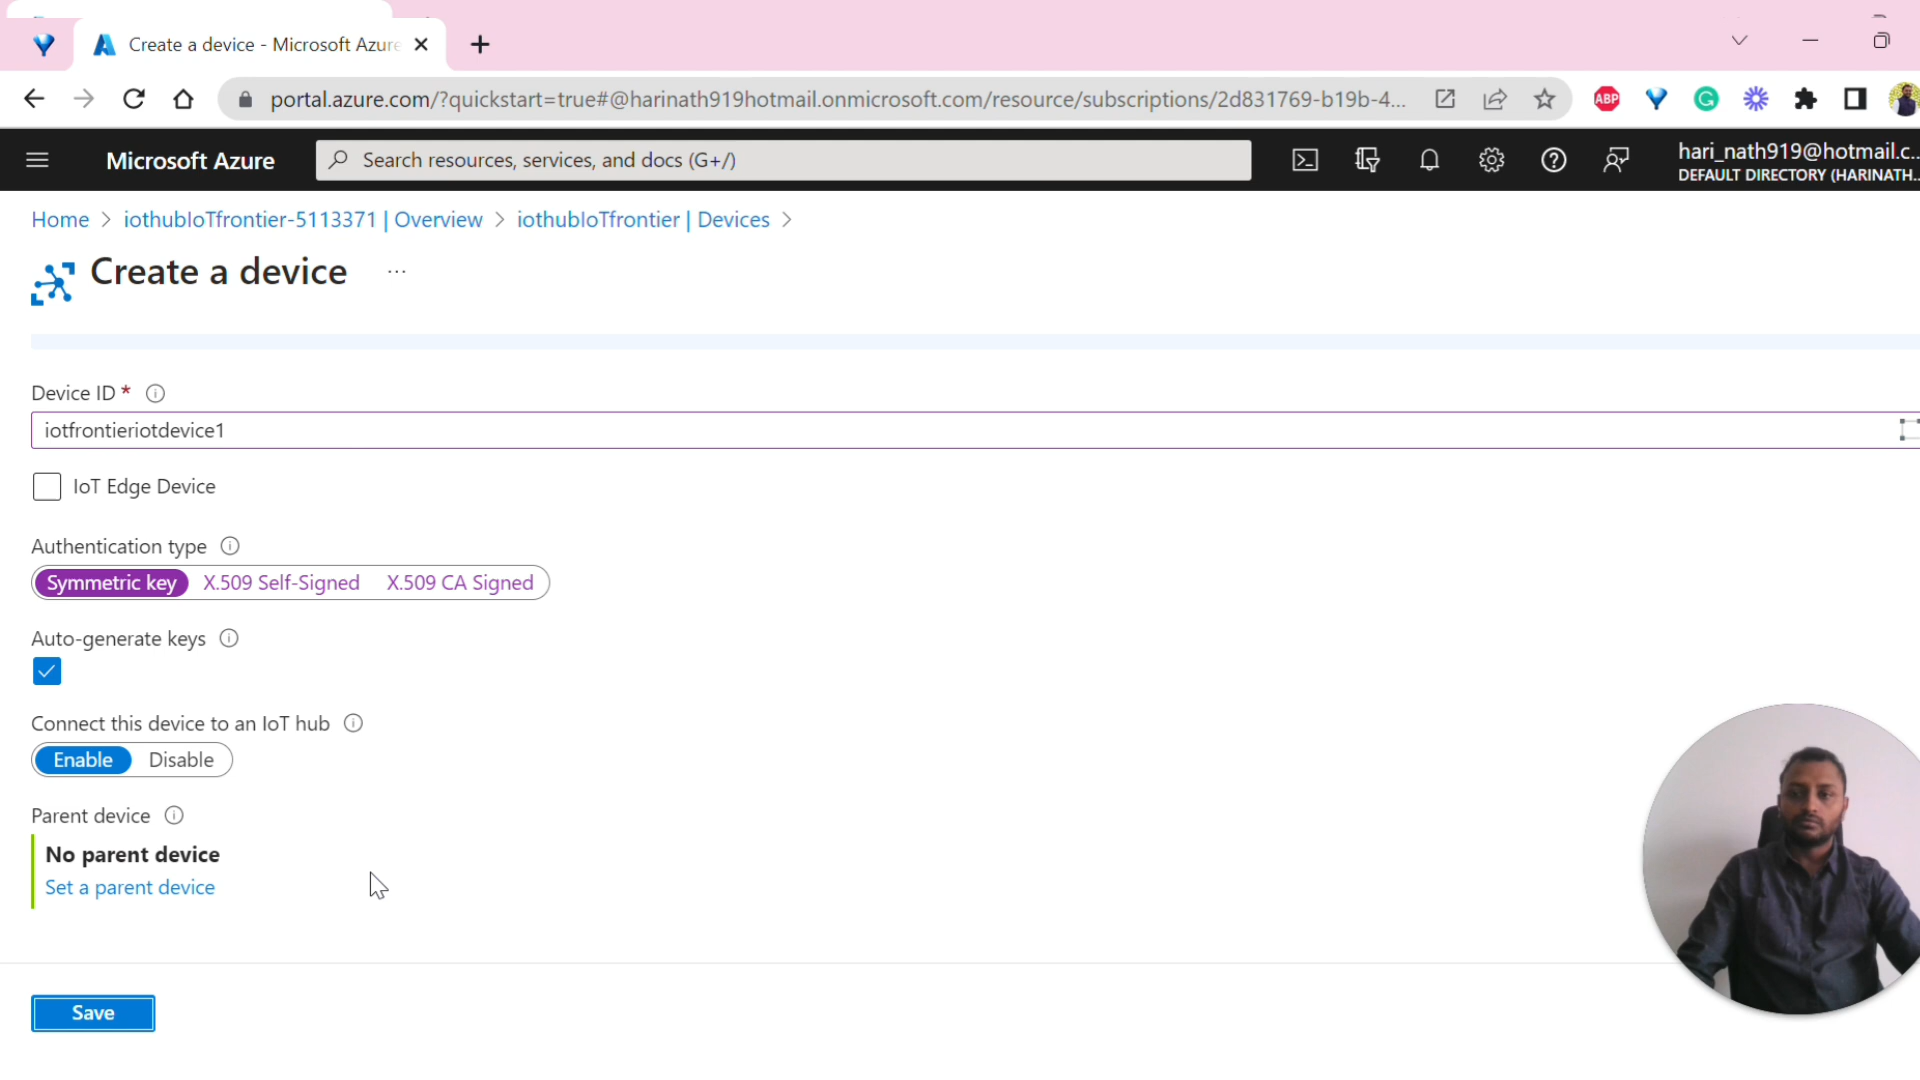 Create a device - Microsoft Azure
portal.azure.com/?quickstart=true#@harinath919hotmail.onmicrosoft.com/resource/subscriptions/2d831769-b19b-4...
ABP
G
Microsoft Azure
Search resources, services, and docs (G+/)
hari_nath919@hotmail.c...
DEFAULT DIRECTORY (HARINATH...
Home > iothubIoTfrontier-5113371 | Overview > iothubIoTfrontier | Devices >
Create a device ...
Device ID *
iotfrontieriotdevice1
IoT Edge Device
Authentication type
Symmetric key X.509 Self-Signed X.509 CA Signed
Auto-generate keys
Connect this device to an IoT hub
Enable Disable
Parent device
No parent device
Set a parent device
Save